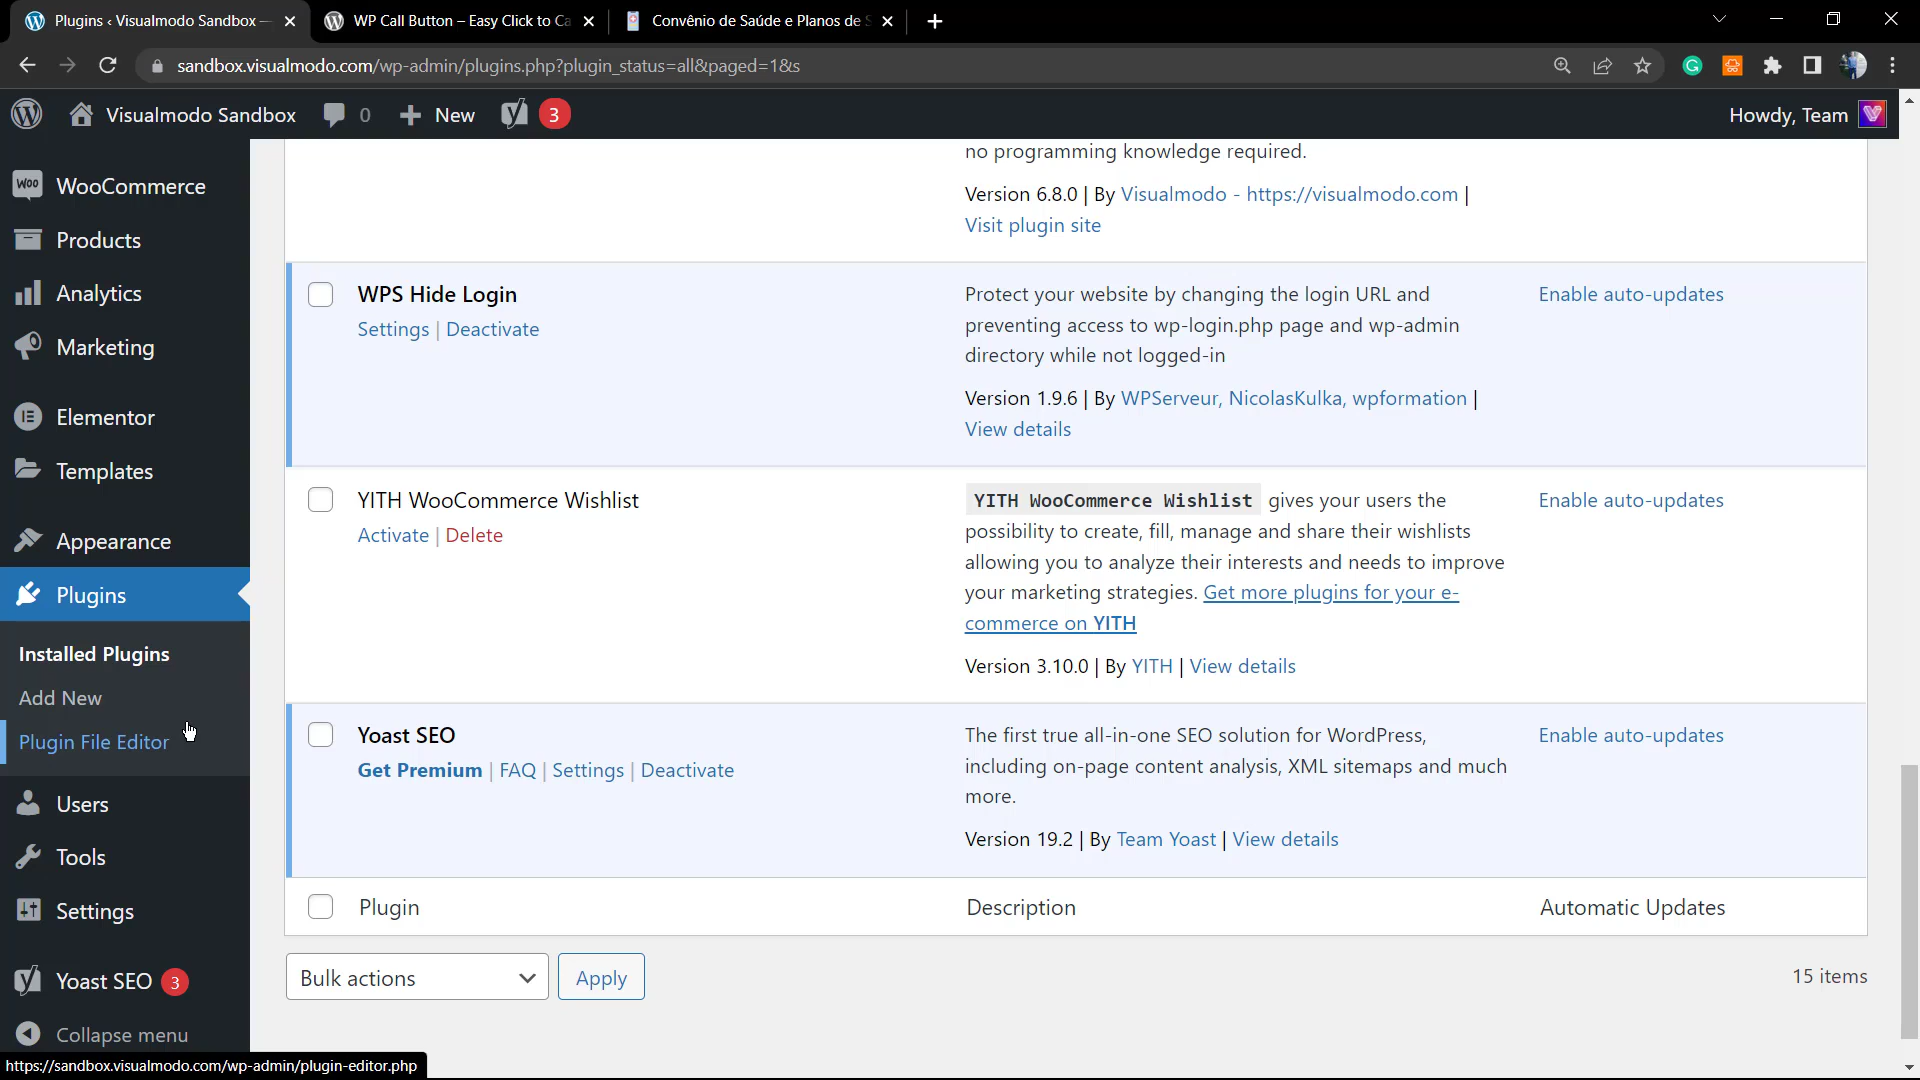 Plugins ‹ Visualmodo Sandbox —
WP Call Button – Easy Click to Ca
Convênio de Saúde e Planos de S
sandbox.visualmodo.com/wp-admin/plugins.php?plugin_status=all&paged=1&s
Visualmodo Sandbox
0
New
3
Howdy, Team
WooCommerce
Products
Analytics
Marketing
Elementor
Templates
Appearance
Plugins
Installed Plugins
Add New
Plugin File Editor
Users
Tools
Settings
Yoast SEO 3
Collapse menu
no programming knowledge required.
Version 6.8.0 | By Visualmodo - https://visualmodo.com |
Visit plugin site
WPS Hide Login
Settings | Deactivate
Protect your website by changing the login URL and
preventing access to wp-login.php page and wp-admin
directory while not logged-in
Version 1.9.6 | By WPServeur, NicolasKulka, wpformation |
View details
Enable auto-updates
YITH WooCommerce Wishlist
Activate | Delete
YITH WooCommerce Wishlist gives your users the
possibility to create, fill, manage and share their wishlists
allowing you to analyze their interests and needs to improve
your marketing strategies. Get more plugins for your e-
commerce on YITH
Version 3.10.0 | By YITH | View details
Enable auto-updates
Yoast SEO
Get Premium | FAQ | Settings | Deactivate
The first true all-in-one SEO solution for WordPress,
including on-page content analysis, XML sitemaps and much
more.
Version 19.2 | By Team Yoast | View details
Enable auto-updates
Plugin
Description
Automatic Updates
Bulk actions
Apply
15 items
https://sandbox.visualmodo.com/wp-admin/plugin-editor.php